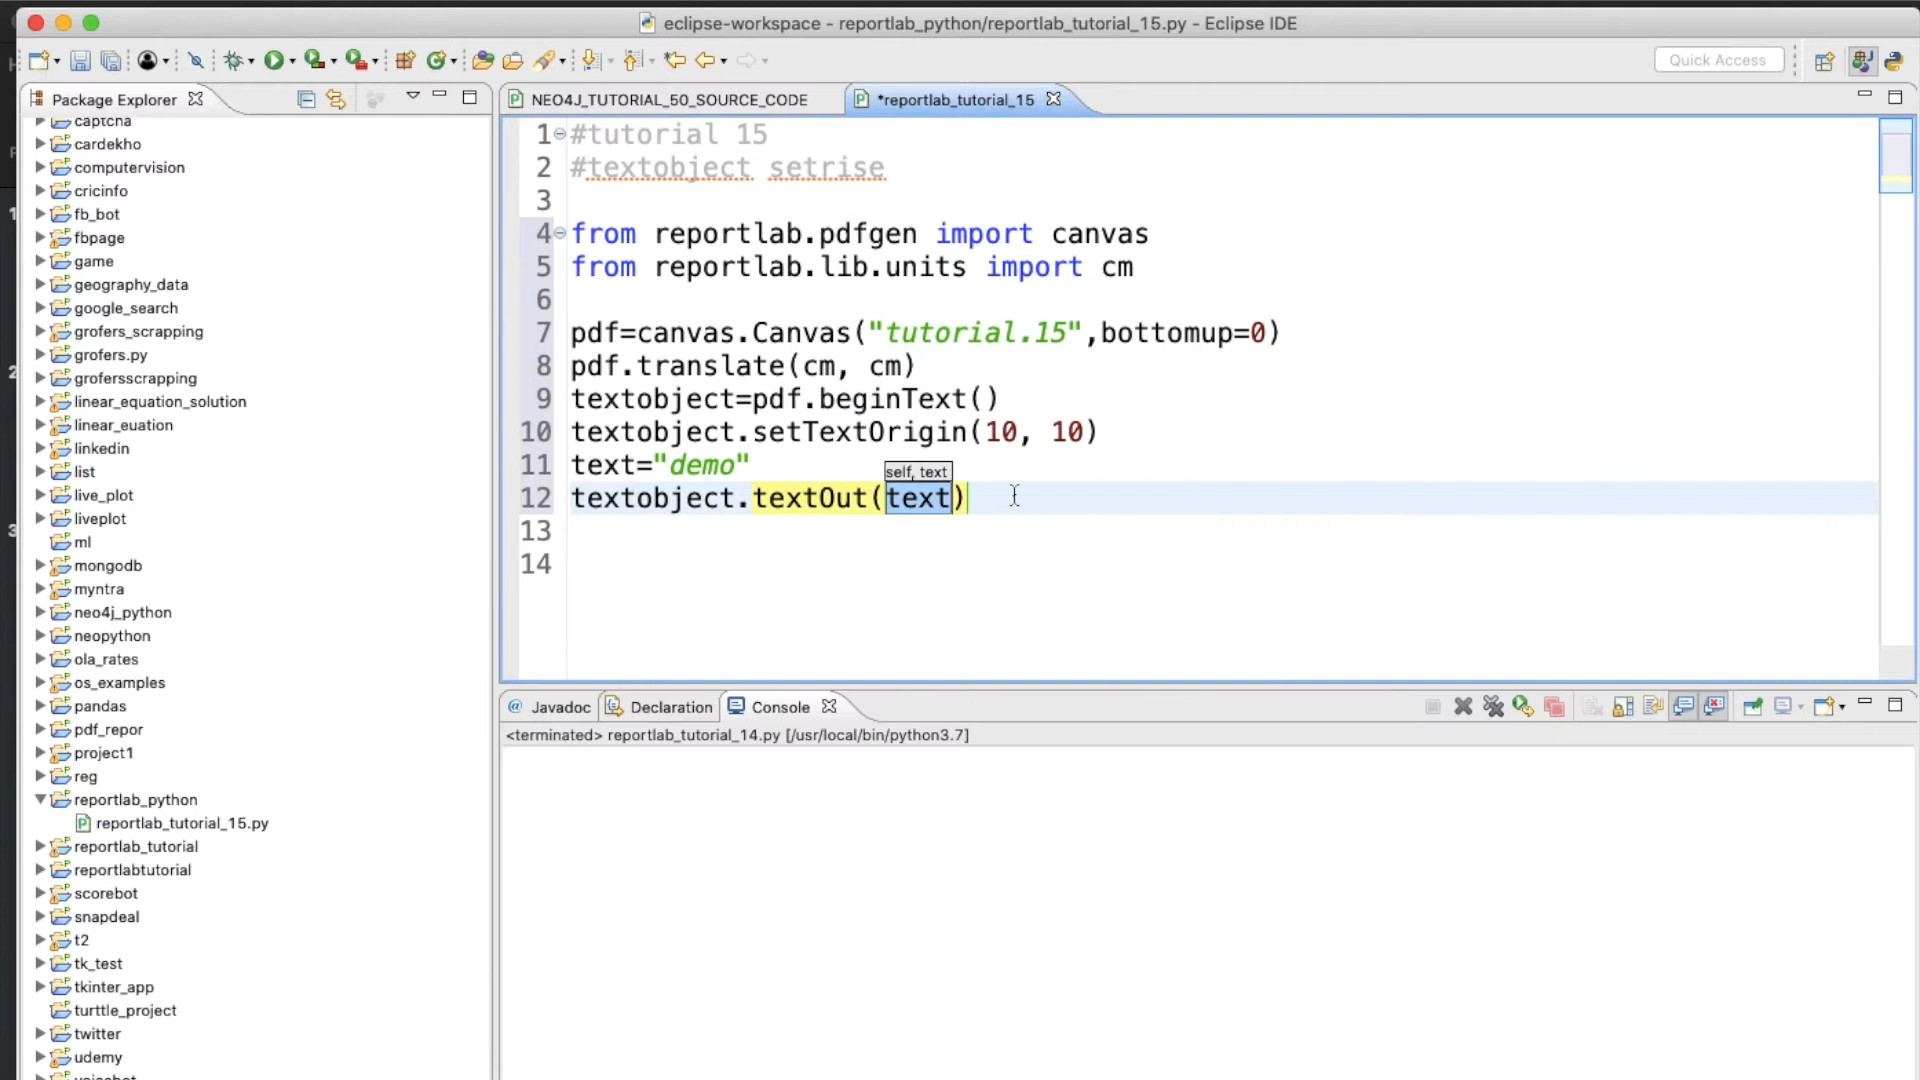 eclipse-workspace - reportlab_python/reportlab_tutorial_15.py - Eclipse IDE
Quick Access
Package Explorer
NEO4J_TUTORIAL_50_SOURCE_CODE
*reportlab_tutorial_15
captcha
cardekho
computervision
cricinfo
fb_bot
fbpage
game
geography_data
google_search
grofers_scrapping
grofers.py
grofersscrapping
linear_equation_solution
linear_euation
linkedin
list
live_plot
liveplot
ml
mongodb
myntra
neo4j_python
neopython
ola_rates
os_examples
pandas
pdf_repor
project1
reg
reportlab_python
reportlab_tutorial_15.py
reportlab_tutorial
reportlabtutorial
scorebot
snapdeal
t2
tk_test
tkinter_app
turttle_project
twitter
udemy
1 #tutorial 15
2 #textobject setrise
3
4 from reportlab.pdfgen import canvas
5 from reportlab.lib.units import cm
6
7 pdf=canvas.Canvas("tutorial.15",bottomup=0)
8 pdf.translate(cm, cm)
9 textobject=pdf.beginText()
10 textobject.setTextOrigin(10, 10)
11 text="demo"
self, text
12 textobject.textOut(text)
13
14
@ Javadoc Declaration Console
<terminated> reportlab_tutorial_14.py [/usr/local/bin/python3.7]